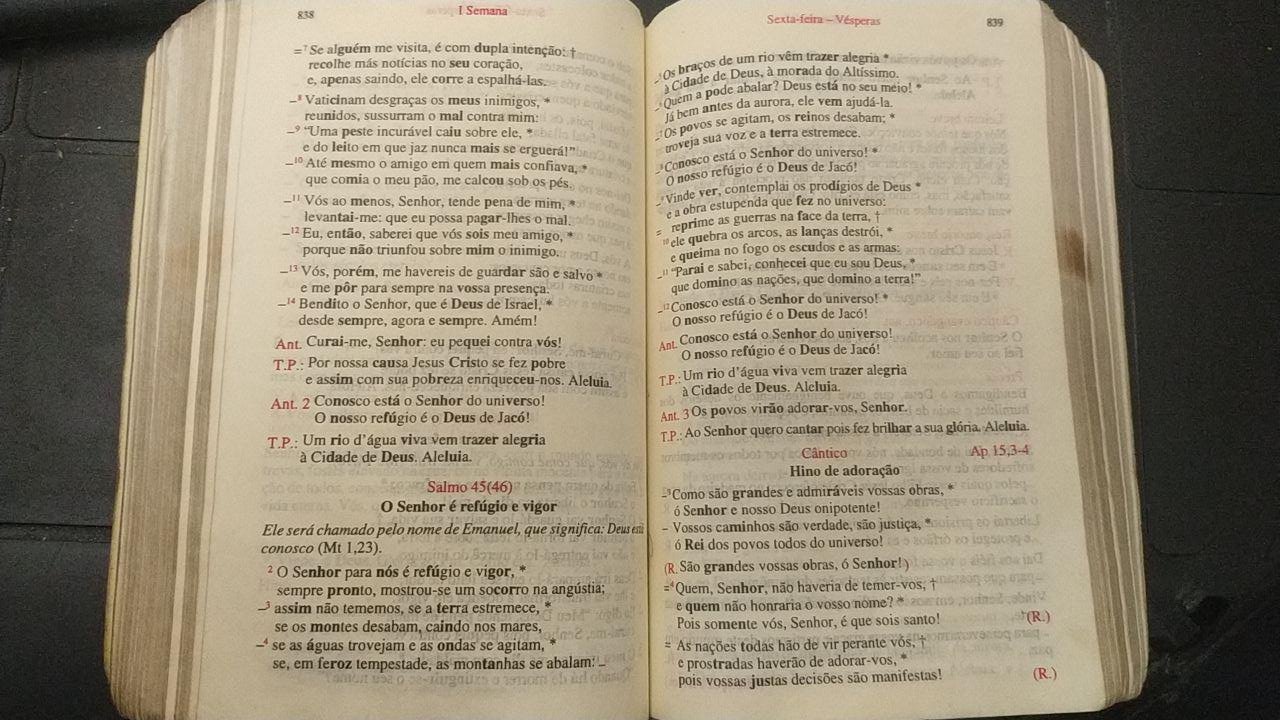 838
I Semana
=⁷Se alguém me visita, é com dupla intenção: †
recolhe más notícias no seu coração,
e, apenas saindo, ele corre a espalhá-las.
–⁸ Vaticinam desgraças os meus inimigos, *
reunidos, sussurram o mal contra mim:
–⁹ "Uma peste incurável caiu sobre ele, *
e do leito em que jaz nunca mais se erguerá!"
–¹⁰ Até mesmo o amigo em quem mais confiava, *
que comia o meu pão, me calcou sob os pés.
–¹¹ Vós ao menos, Senhor, tende pena de mim, *
levantai-me: que eu possa pagar-lhes o mal.
–¹² Eu, então, saberei que vós sois meu amigo, *
porque não triunfou sobre mim o inimigo.
–¹³ Vós, porém, me havereis de guardar são e salvo *
e me pôr para sempre na vossa presença.
–¹⁴ Bendito o Senhor, que é Deus de Israel, *
desde sempre, agora e sempre. Amém!
Ant. Curai-me, Senhor: eu pequei contra vós!
T.P.: Por nossa causa Jesus Cristo se fez pobre
e assim com sua pobreza enriqueceu-nos. Aleluia.
Ant. 2 Conosco está o Senhor do universo!
O nosso refúgio é o Deus de Jacó!
T.P.: Um rio d'água viva vem trazer alegria
à Cidade de Deus. Aleluia.
Salmo 45(46)
O Senhor é refúgio e vigor
Ele será chamado pelo nome de Emanuel, que significa: Deus está
conosco (Mt 1,23).
² O Senhor para nós é refúgio e vigor, *
sempre pronto, mostrou-se um socorro na angústia;
–³ assim não tememos, se a terra estremece, *
se os montes desabam, caindo nos mares,
–⁴ se as águas trovejam e as ondas se agitam, *
se, em feroz tempestade, as montanhas se abalam: –
Sexta-feira – Vésperas
839
–⁵Os braços de um rio vêm trazer alegria *
à Cidade de Deus, à morada do Altíssimo.
–⁶Quem a pode abalar? Deus está no seu meio! *
Já bem antes da aurora, ele vem ajudá-la.
–⁷Os povos se agitam, os reinos desabam; *
troveja sua voz e a terra estremece.
–⁸Conosco está o Senhor do universo! *
O nosso refúgio é o Deus de Jacó!
–⁹Vinde ver, contemplai os prodígios de Deus *
e a obra estupenda que fez no universo:
= reprime as guerras na face da terra, †
¹⁰ ele quebra os arcos, as lanças destrói, *
e queima no fogo os escudos e as armas:
–¹¹ "Parai e sabei, conhecei que eu sou Deus, *
que domino as nações, que domino a terra!"
–¹² Conosco está o Senhor do universo! *
O nosso refúgio é o Deus de Jacó!
Ant. Conosco está o Senhor do universo!
O nosso refúgio é o Deus de Jacó!
T.P.: Um rio d'água viva vem trazer alegria
à Cidade de Deus. Aleluia.
Ant. 3 Os povos virão adorar-vos, Senhor.
T.P.: Ao Senhor quero cantar pois fez brilhar a sua glória. Aleluia.
Cântico Ap 15,3-4
Hino de adoração
–³Como são grandes e admiráveis vossas obras, *
ó Senhor e nosso Deus onipotente!
– Vossos caminhos são verdade, são justiça, *
ó Rei dos povos todos do universo!
(R. São grandes vossas obras, ó Senhor!)
=⁴Quem, Senhor, não haveria de temer-vos, †
e quem não honraria o vosso nome? *
Pois somente vós, Senhor, é que sois santo! (R.)
= As nações todas hão de vir perante vós, †
e prostradas haverão de adorar-vos, *
pois vossas justas decisões são manifestas! (R.)